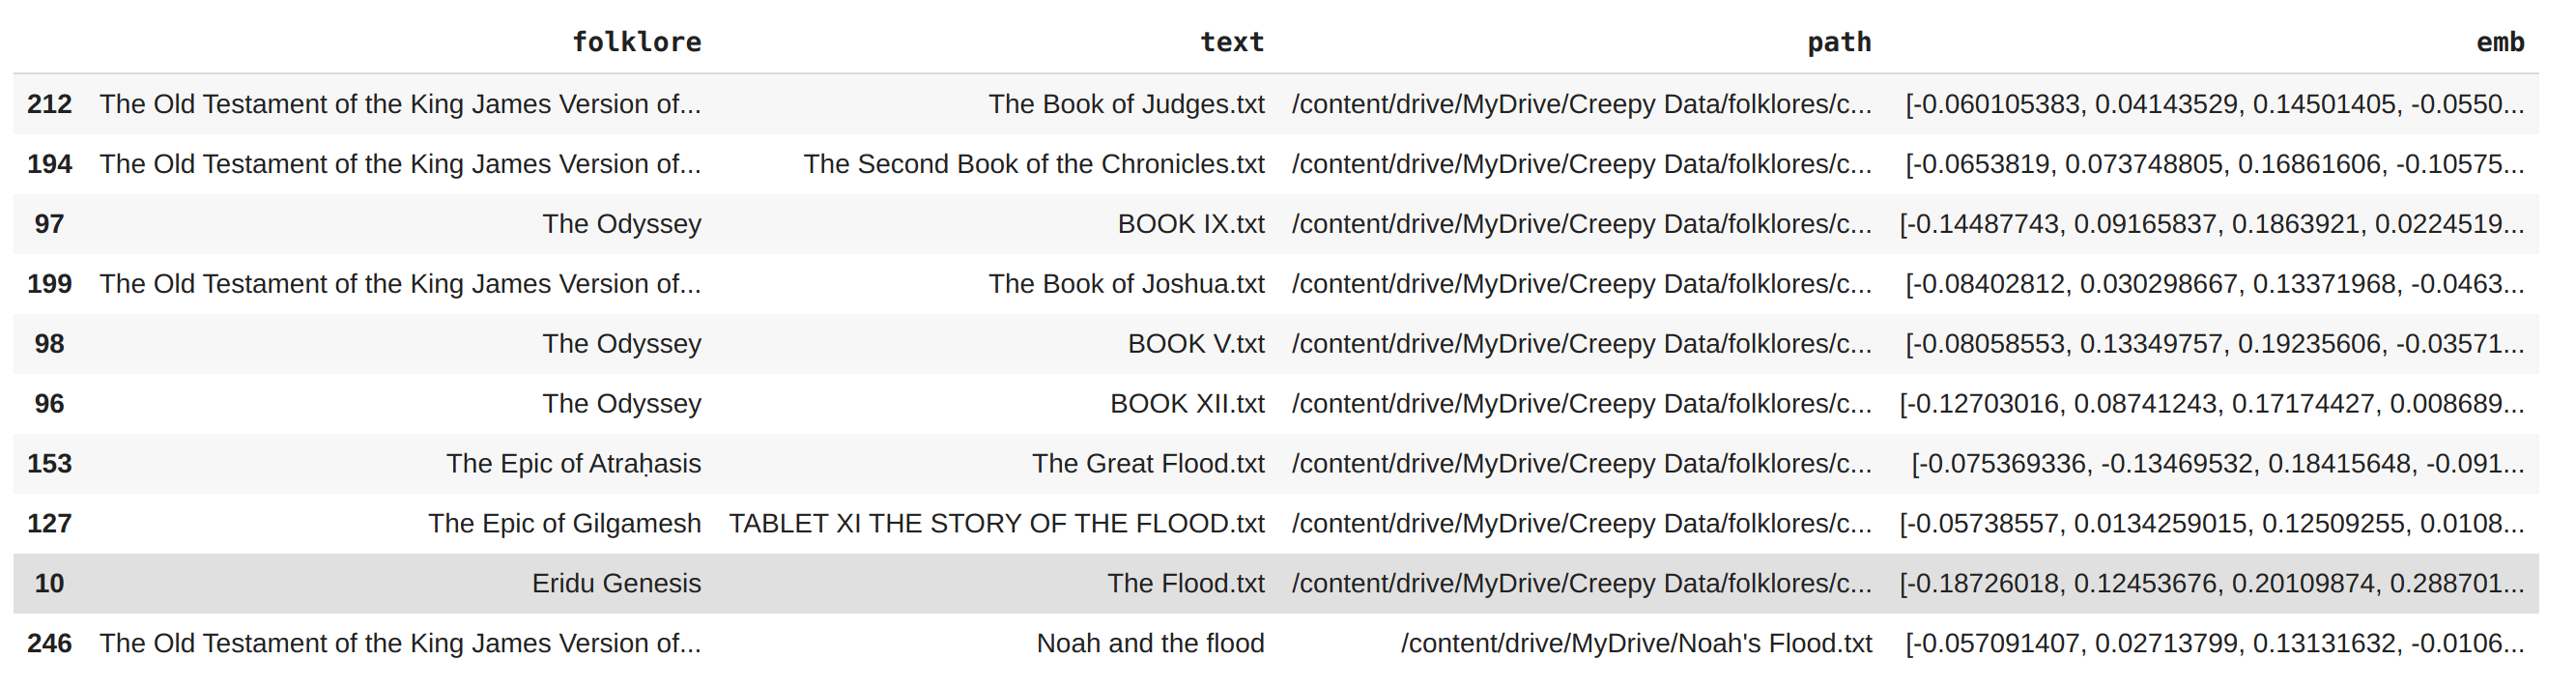 folklore text path emb
212 The Old Testament of the King James Version of... The Book of Judges.txt /content/drive/MyDrive/Creepy Data/folklores/c... [-0.060105383, 0.04143529, 0.14501405, -0.0550...
194 The Old Testament of the King James Version of... The Second Book of the Chronicles.txt /content/drive/MyDrive/Creepy Data/folklores/c... [-0.0653819, 0.073748805, 0.16861606, -0.10575...
97 The Odyssey BOOK IX.txt /content/drive/MyDrive/Creepy Data/folklores/c... [-0.14487743, 0.09165837, 0.1863921, 0.0224519...
199 The Old Testament of the King James Version of... The Book of Joshua.txt /content/drive/MyDrive/Creepy Data/folklores/c... [-0.08402812, 0.030298667, 0.13371968, -0.0463...
98 The Odyssey BOOK V.txt /content/drive/MyDrive/Creepy Data/folklores/c... [-0.08058553, 0.13349757, 0.19235606, -0.03571...
96 The Odyssey BOOK XII.txt /content/drive/MyDrive/Creepy Data/folklores/c... [-0.12703016, 0.08741243, 0.17174427, 0.008689...
153 The Epic of Atraḥasis The Great Flood.txt /content/drive/MyDrive/Creepy Data/folklores/c... [-0.075369336, -0.13469532, 0.18415648, -0.091...
127 The Epic of Gilgamesh TABLET XI THE STORY OF THE FLOOD.txt /content/drive/MyDrive/Creepy Data/folklores/c... [-0.05738557, 0.0134259015, 0.12509255, 0.0108...
10 Eridu Genesis The Flood.txt /content/drive/MyDrive/Creepy Data/folklores/c... [-0.18726018, 0.12453676, 0.20109874, 0.288701...
246 The Old Testament of the King James Version of... Noah and the flood /content/drive/MyDrive/Noah's Flood.txt [-0.057091407, 0.02713799, 0.13131632, -0.0106...